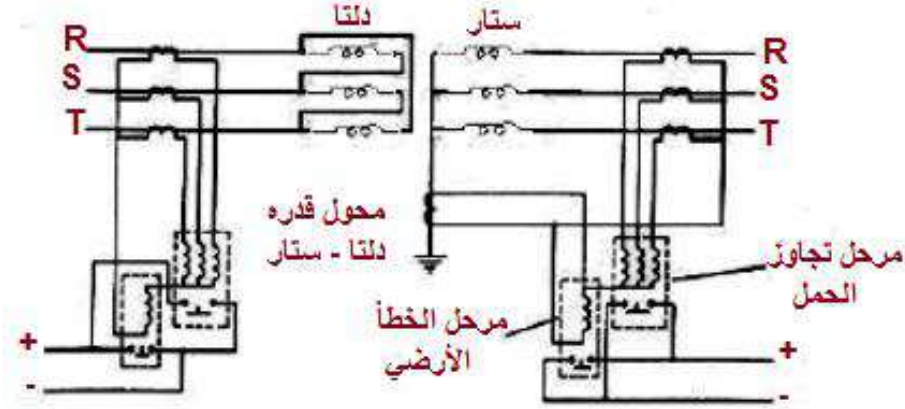 دلتا
ستار
R
S
T
R
S
T
محول قدره
دلتا - ستار
مرحل تجاوز
الحمل
مرحل الخطأ
الأرضي
+
-
+
-